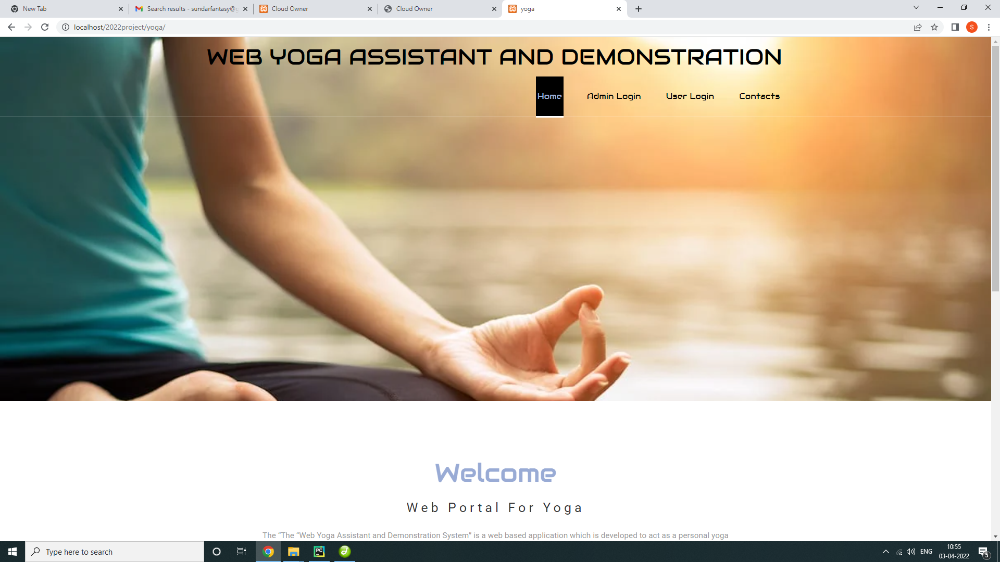 New Tab
Search results - sundarfantasy@g
Cloud Owner
Cloud Owner
yoga
localhost/2022project/yoga/
S
WEB YOGA ASSISTANT AND DEMONSTRATION
Home
Admin Login
User Login
Contacts
Welcome
Web Portal For Yoga
The “The “Web Yoga Assistant and Demonstration System” is a web based application which is developed to act as a personal yoga
Type here to search
PC
ENG
10:55
03-04-2022
5